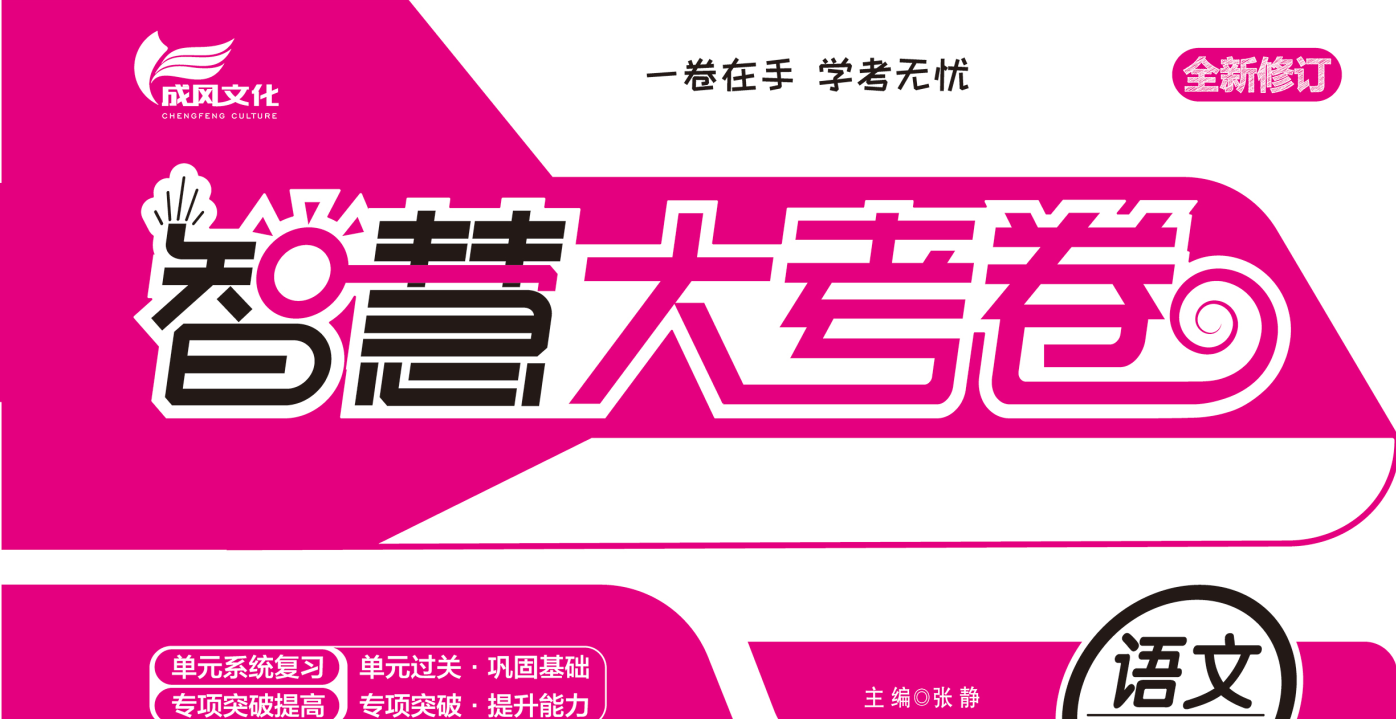 成风文化
CHENGFENG CULTURE
一卷在手 学考无忧
全新修订
智慧大考卷
单元系统复习 单元过关·巩固基础
专项突破提高 专项突破·提升能力
主编◎张静
语文